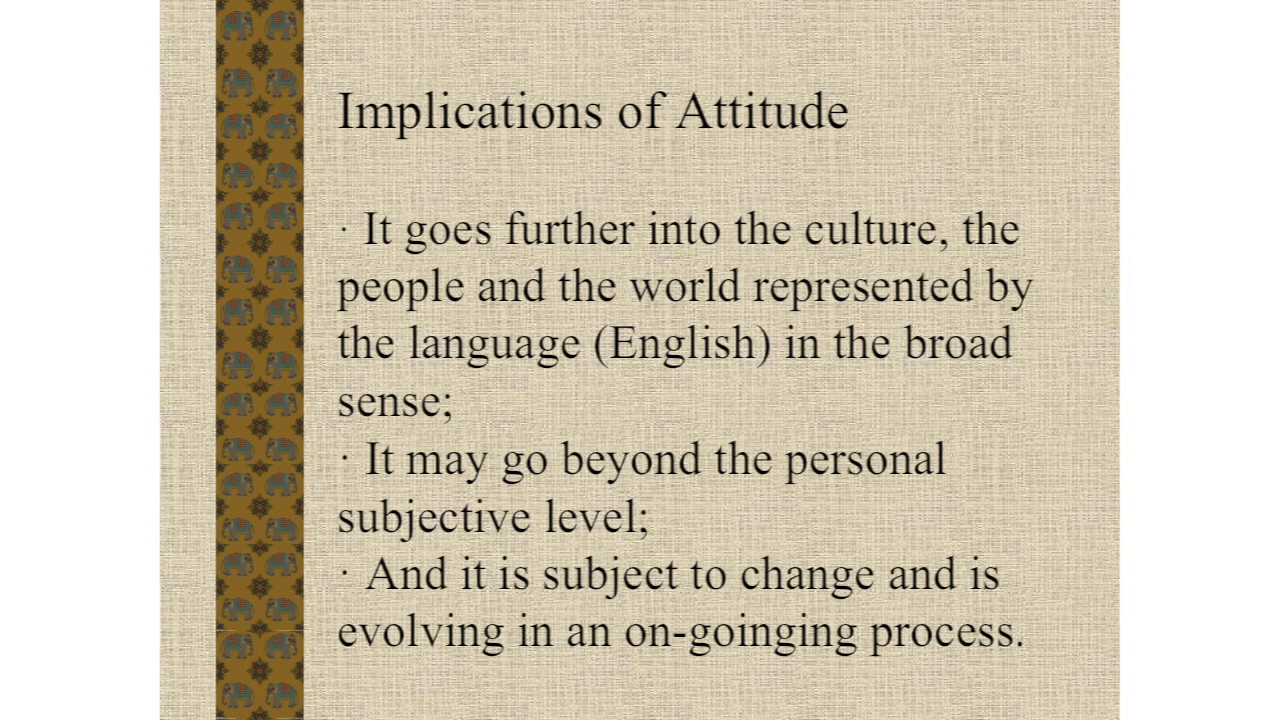 Implications of Attitude
· It goes further into the culture, the
people and the world represented by
the language (English) in the broad
sense;
· It may go beyond the personal
subjective level;
· And it is subject to change and is
evolving in an on-goinging process.